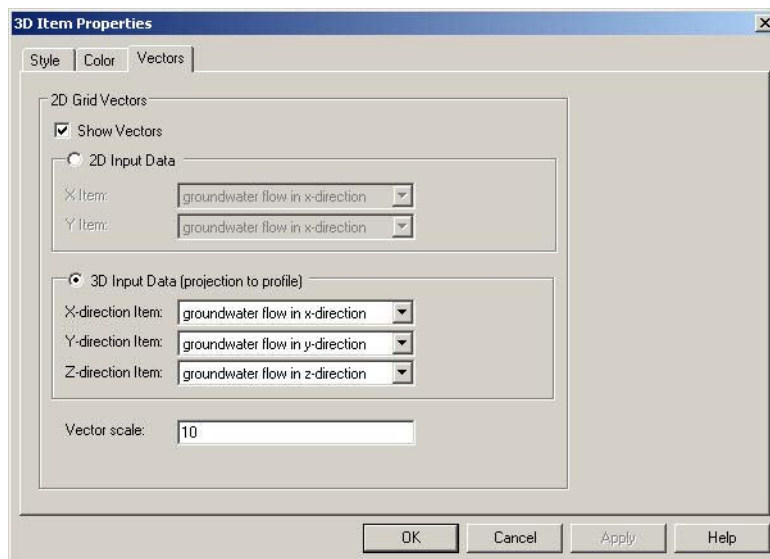 3D Item Properties
Style Color Vectors
2D Grid Vectors
Show Vectors
2D Input Data
X Item: groundwater flow in x-direction
Y Item: groundwater flow in x-direction
3D Input Data (projection to profile)
X-direction Item: groundwater flow in x-direction
Y-direction Item: groundwater flow in y-direction
Z-direction Item: groundwater flow in z-direction
Vector scale: 10
OK Cancel Apply Help